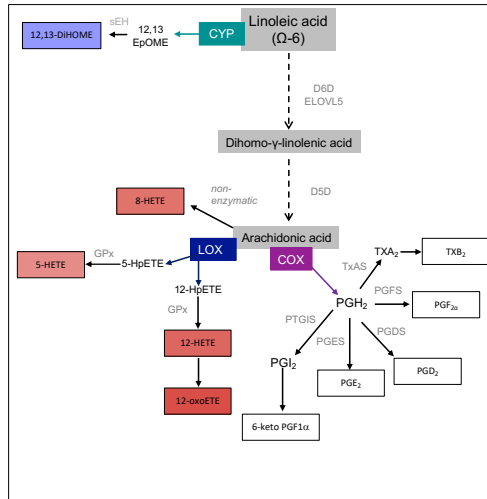 Linoleic acid
(Ω-6)
CYP
12,13
EpOME
sEH
12,13-DiHOME
D6D
ELOVL5
Dihomo-γ-linolenic acid
D5D
non-
enzymatic
8-HETE
Arachidonic acid
LOX
COX
GPx
5-HpETE
5-HETE
12-HpETE
GPx
12-HETE
12-oxoETE
TxAS
TXA2
TXB2
PGH2
PGFS
PGF2α
PTGIS
PGES
PGDS
PGI2
PGE2
PGD2
6-keto PGF1α